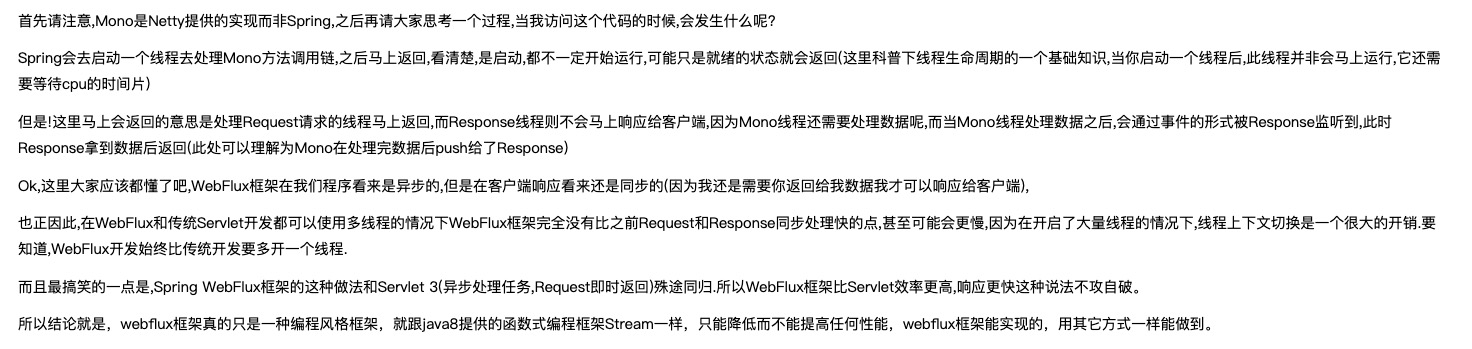 首先请注意,Mono是Netty提供的实现而非Spring,之后再请大家思考一个过程,当我访问这个代码的时候,会发生什么呢?
Spring会去启动一个线程去处理Mono方法调用链,之后马上返回,看清楚,是启动,都不一定开始运行,可能只是就绪的状态就会返回(这里科普下线程生命周期的一个基础知识,当你启动一个线程后,此线程并非会马上运行,它还需
要等待cpu的时间片)
但是!这里马上会返回的意思是处理Request请求的线程马上返回,而Response线程则不会马上响应给客户端,因为Mono线程还需要处理数据呢,而当Mono线程处理数据之后,会通过事件的形式被Response监听到,此时
Response拿到数据后返回(此处可以理解为Mono在处理完数据后push给了Response)
Ok,这里大家应该都懂了吧,WebFlux框架在我们程序看来是异步的,但是在客户端响应看来还是同步的(因为我还是需要你返回给我数据我才可以响应给客户端),
也正因此,在WebFlux和传统Servlet开发都可以使用多线程的情况下WebFlux框架完全没有比之前Request和Response同步处理快的点,甚至可能会更慢,因为在开启了大量线程的情况下,线程上下文切换是一个很大的开销.要
知道,WebFlux开发始终比传统开发要多开一个线程.
而且最搞笑的一点是,Spring WebFlux框架的这种做法和Servlet 3(异步处理任务,Request即时返回)殊途同归.所以WebFlux框架比Servlet效率更高,响应更快这种说法不攻自破。
所以结论就是，webflux框架真的只是一种编程风格框架，就跟java8提供的函数式编程框架Stream一样，只能降低而不能提高任何性能，webflux框架能实现的，用其它方式一样能做到。